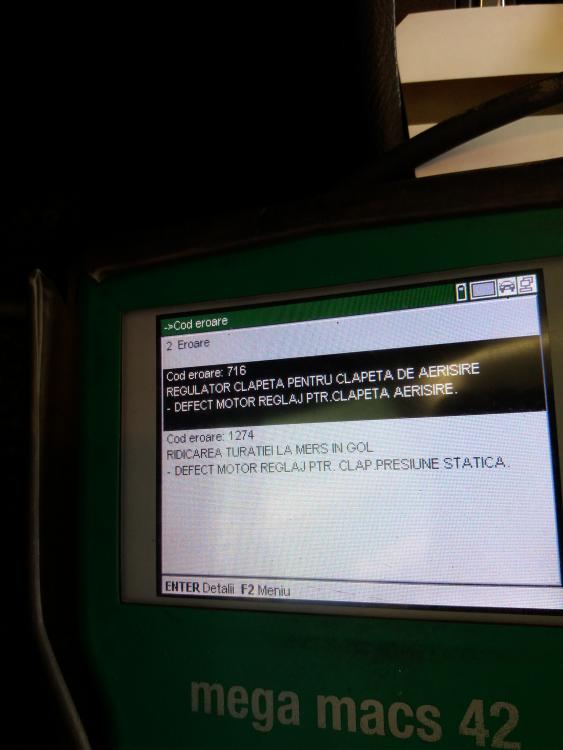 ->Cod eroare
2 Eroare
Cod eroare: 716
REGULATOR CLAPETA PENTRU CLAPETA DE AERISIRE
- DEFECT MOTOR REGLAJ PTR.CLAPETA AERISIRE.
Cod eroare: 1274
RIDICAREA TURATIEI LA MERS IN GOL
- DEFECT MOTOR REGLAJ PTR. CLAP.PRESIUNE STATICA.
ENTER Detalii F2 Meniu
mega macs 42